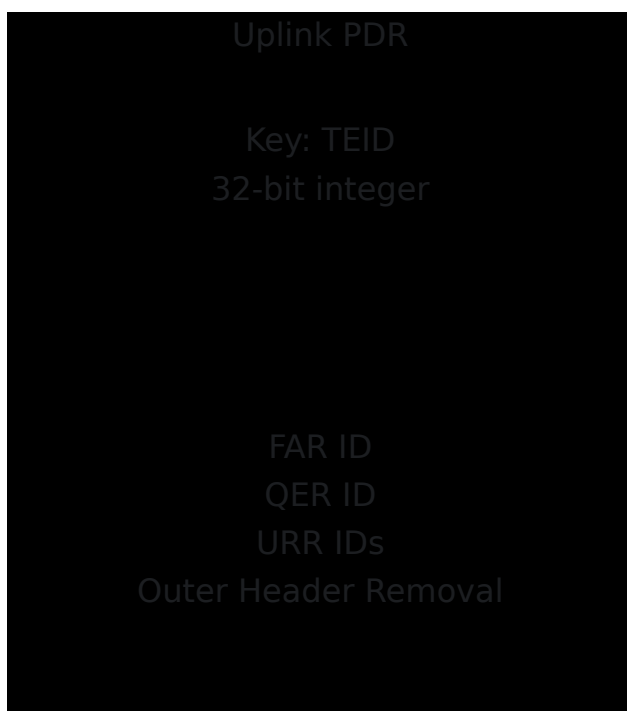 Uplink PDR
Key: TEID
32-bit integer
FAR ID
QER ID
URR IDs
Outer Header Removal